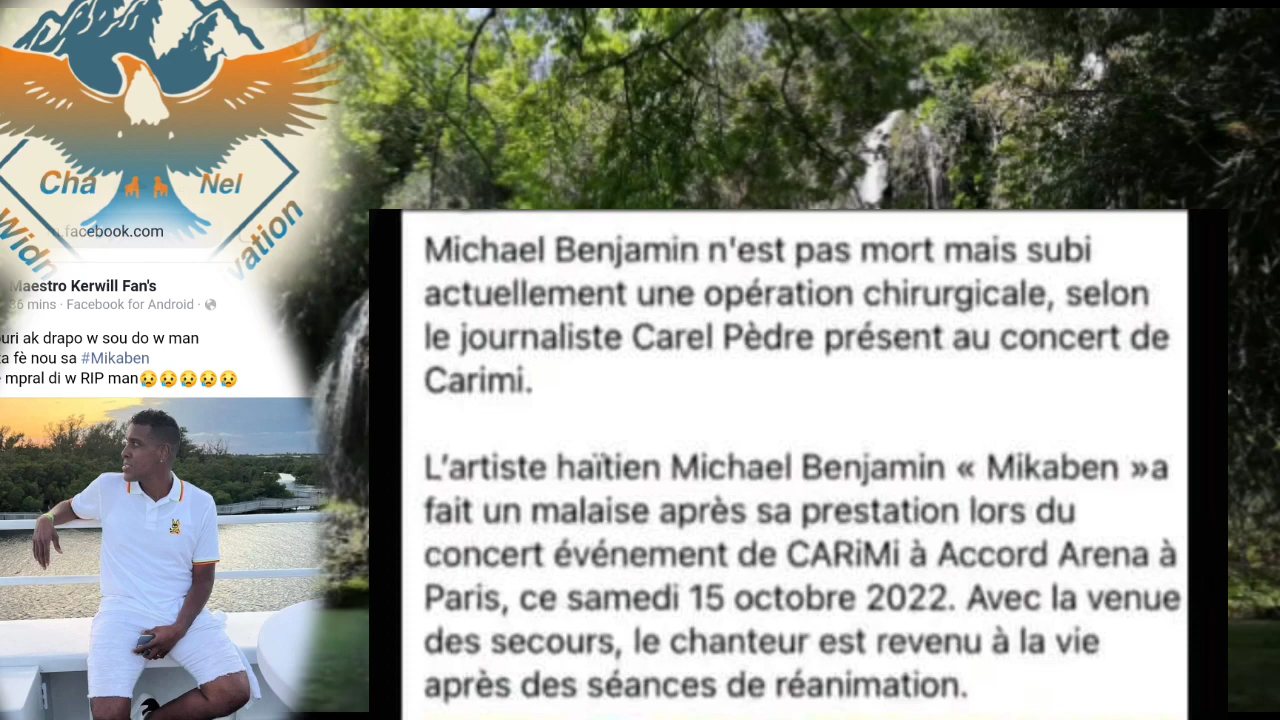 Cha Nel
Widn vation
facebook.com
Maestro Kerwill Fan's
36 mins · Facebook for Android ·
ouri ak drapo w sou do w man
ta fè nou sa #Mikaben
mpral di w RIP man😢😢😢😢😢
Michael Benjamin n'est pas mort mais subi
actuellement une opération chirurgicale, selon
le journaliste Carel Pèdre présent au concert de
Carimi.
L'artiste haïtien Michael Benjamin « Mikaben »a
fait un malaise après sa prestation lors du
concert événement de CARiMi à Accord Arena à
Paris, ce samedi 15 octobre 2022. Avec la venue
des secours, le chanteur est revenu à la vie
après des séances de réanimation.